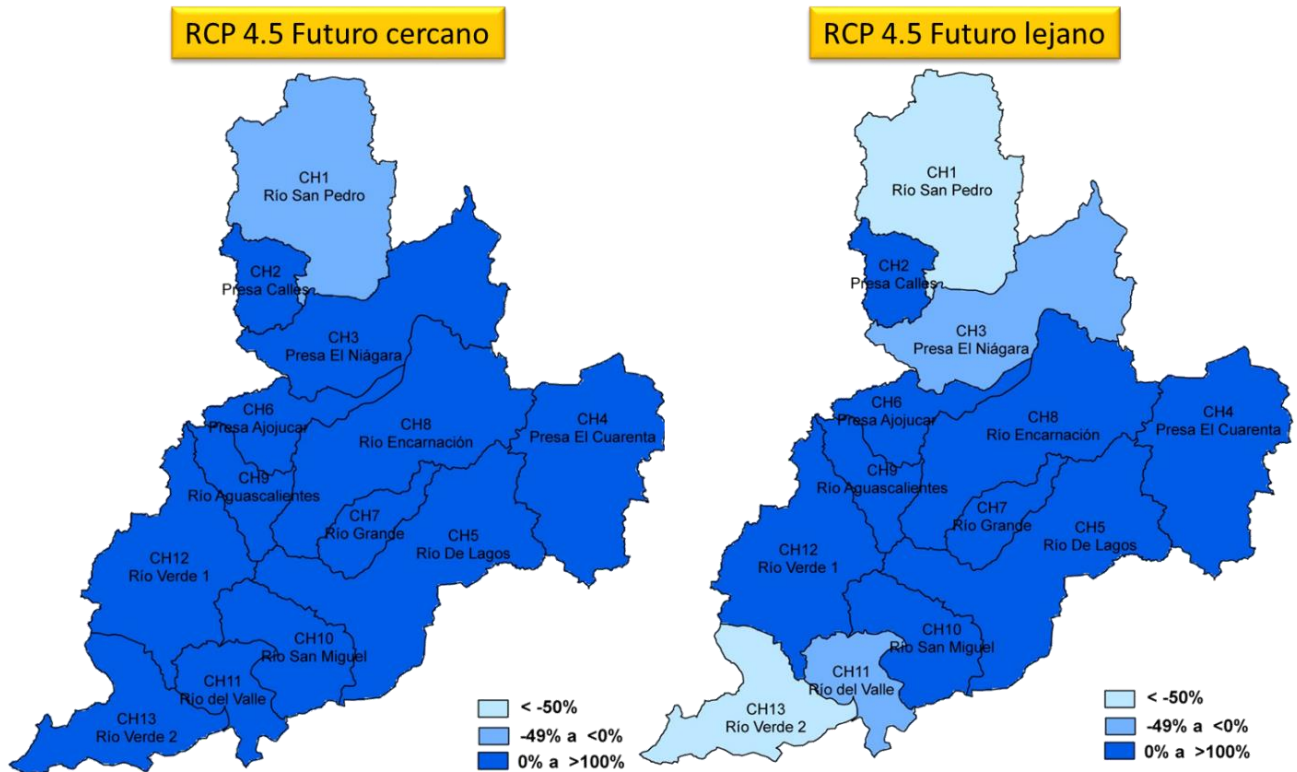 RCP 4.5 Futuro cercano
CH1
Río San Pedro
CH2
Presa Calles
CH3
Presa El Niágara
CH6
Presa Ajojucar
CH8
Río Encarnación
CH4
Presa El Cuarenta
CH9
Río Aguascalientes
CH7
Río Grande
CH5
Río De Lagos
CH12
Río Verde 1
CH10
Río San Miguel
CH11
Río del Valle
CH13
Río Verde 2
< -50%
-49% a <0%
0% a >100%
RCP 4.5 Futuro lejano
CH1
Río San Pedro
CH2
Presa Calles
CH3
Presa El Niágara
CH6
Presa Ajojucar
CH8
Río Encarnación
CH4
Presa El Cuarenta
CH9
Río Aguascalientes
CH7
Río Grande
CH5
Río De Lagos
CH12
Río Verde 1
CH10
Río San Miguel
CH11
Río del Valle
CH13
Río Verde 2
< -50%
-49% a <0%
0% a >100%